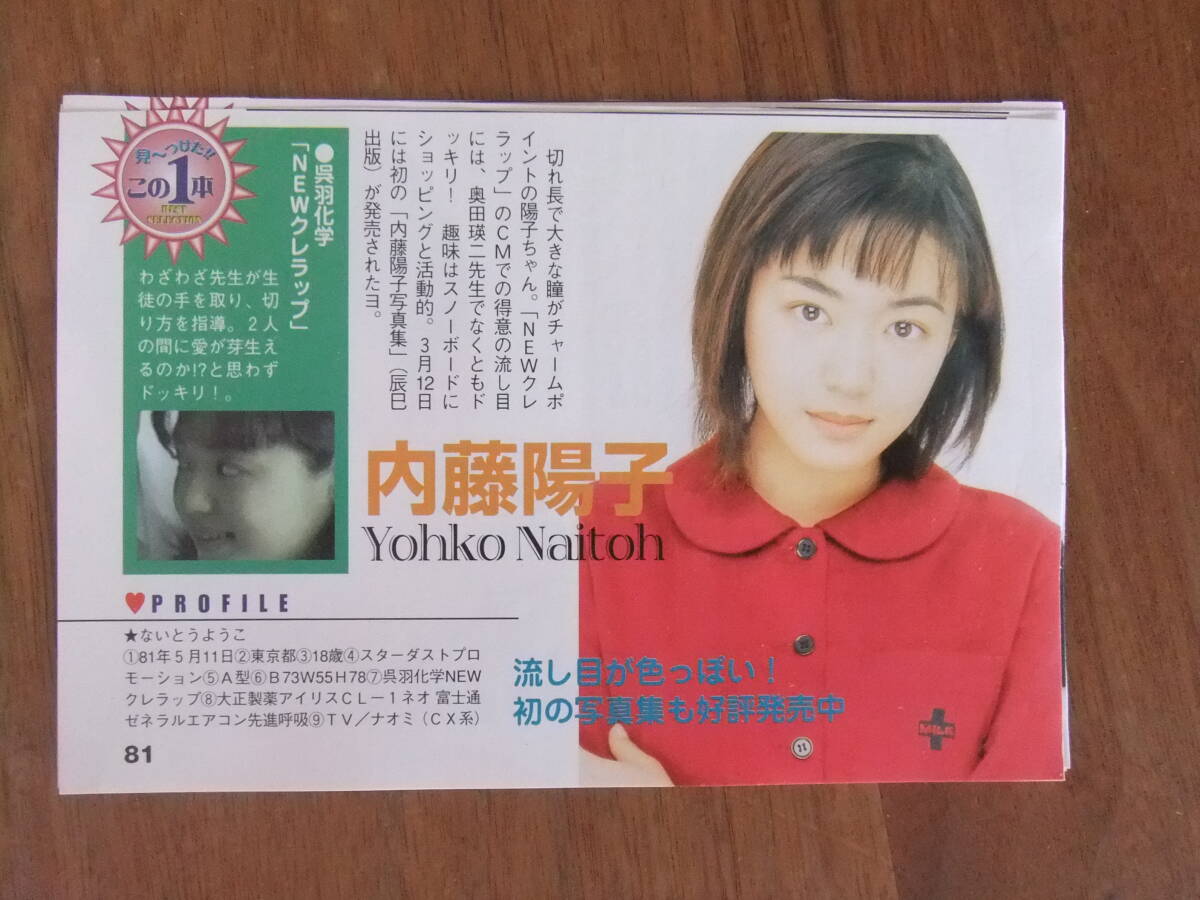 見〜つけた!!
この1本
BEST
SELECTION
●呉羽化学
「NEWクレラップ」
わざわざ先生が生
徒の手を取り、切
り方を指導。2人
の間に愛が芽生え
るのか!?と思わず
ドッキリ!。
切れ長で大きな瞳がチャームポ
イントの陽子ちゃん。「NEWクレ
ラップ」のCMでの得意の流し目
には、奥田瑛二先生でなくともド
ッキリ! 趣味はスノーボードに
ショッピングと活動的。3月12日
には初の「内藤陽子写真集」(辰巳
出版)が発売されたヨ。
内藤陽子
Yohko Naitoh
♥PROFILE
★ないとうようこ
①81年5月11日②東京都③18歳④スターダストプロ
モーション⑤A型⑥B73W55H78⑦呉羽化学NEW
クレラップ⑧大正製薬アイリスCL−1ネオ 富士通
ゼネラルエアコン先進呼吸⑨TV/ナオミ(CX系)
流し目が色っぽい!
初の写真集も好評発売中
MILK
81